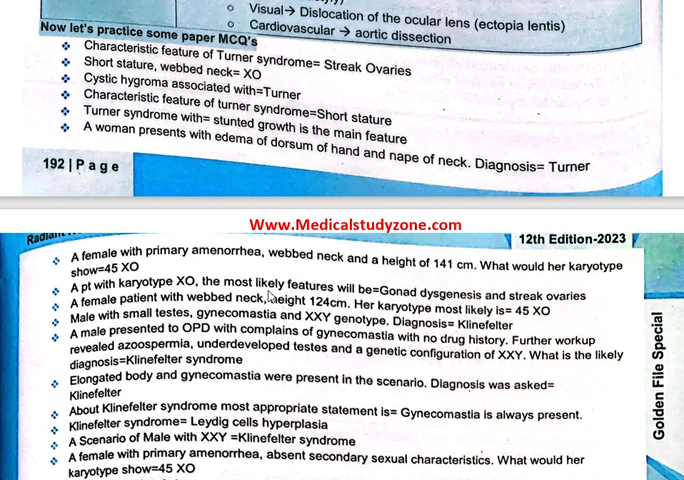 Visual→ Dislocation of the ocular lens (ectopia lentis)
Cardiovascular → aortic dissection
Now let's practice some paper MCQ's
Characteristic feature of Turner syndrome= Streak Ovaries
Short stature, webbed neck= XO
Cystic hygroma associated with=Turner
Characteristic feature of turner syndrome=Short stature
Turner syndrome with= stunted growth is the main feature
A woman presents with edema of dorsum of hand and nape of neck. Diagnosis= Turner
192 | P a g e
Www.Medicalstudyzone.com
12th Edition-2023
A female with primary amenorrhea, webbed neck and a height of 141 cm. What would her karyotype
show=45 XO
A pt with karyotype XO, the most likely features will be=Gonad dysgenesis and streak ovaries
A female patient with webbed neck, height 124cm. Her karyotype most likely is= 45 XO
Male with small testes, gynecomastia and XXY genotype. Diagnosis= Klinefelter
A male presented to OPD with complains of gynecomastia with no drug history. Further workup
revealed azoospermia, underdeveloped testes and a genetic configuration of XXY. What is the likely
diagnosis=Klinefelter syndrome
Elongated body and gynecomastia were present in the scenario. Diagnosis was asked=
Klinefelter
About Klinefelter syndrome most appropriate statement is= Gynecomastia is always present.
Klinefelter syndrome= Leydig cells hyperplasia
A Scenario of Male with XXY =Klinefelter syndrome
A female with primary amenorrhea, absent secondary sexual characteristics. What would her
karyotype show=45 XO
Golden File Special